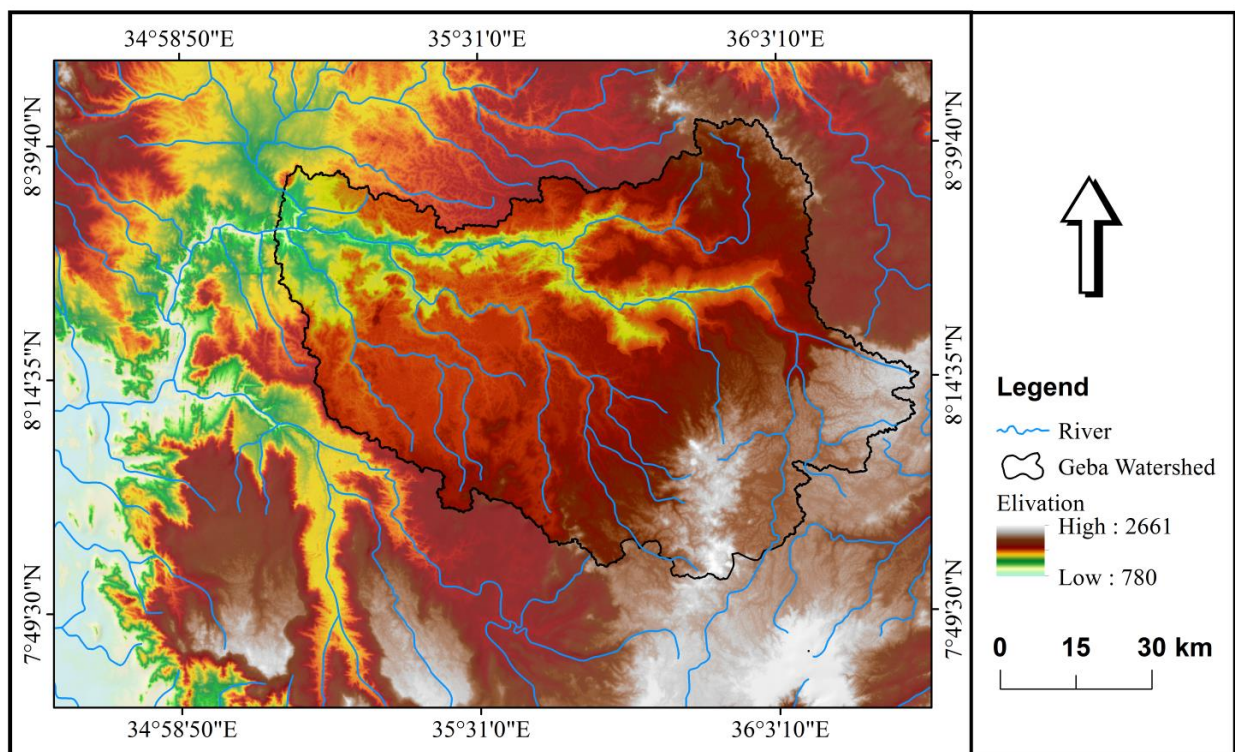 34°58'50"E 35°31'0"E 36°3'10"E
8°39'40"N 8°39'40"N
8°14'35"N 8°14'35"N
7°49'30"N 7°49'30"N
34°58'50"E 35°31'0"E 36°3'10"E
Legend
River
Geba Watershed
Elivation
High : 2661
Low : 780
0 15 30 km